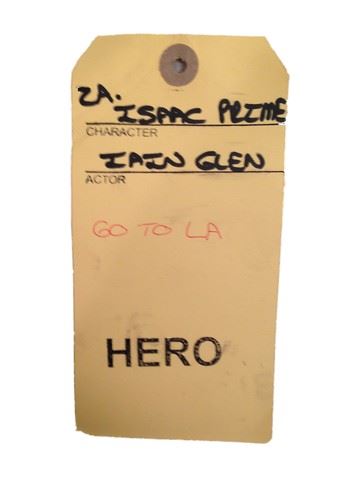 2A.
ISAAC PRIME
CHARACTER
IAIN GLEN
ACTOR
GO TO LA
HERO